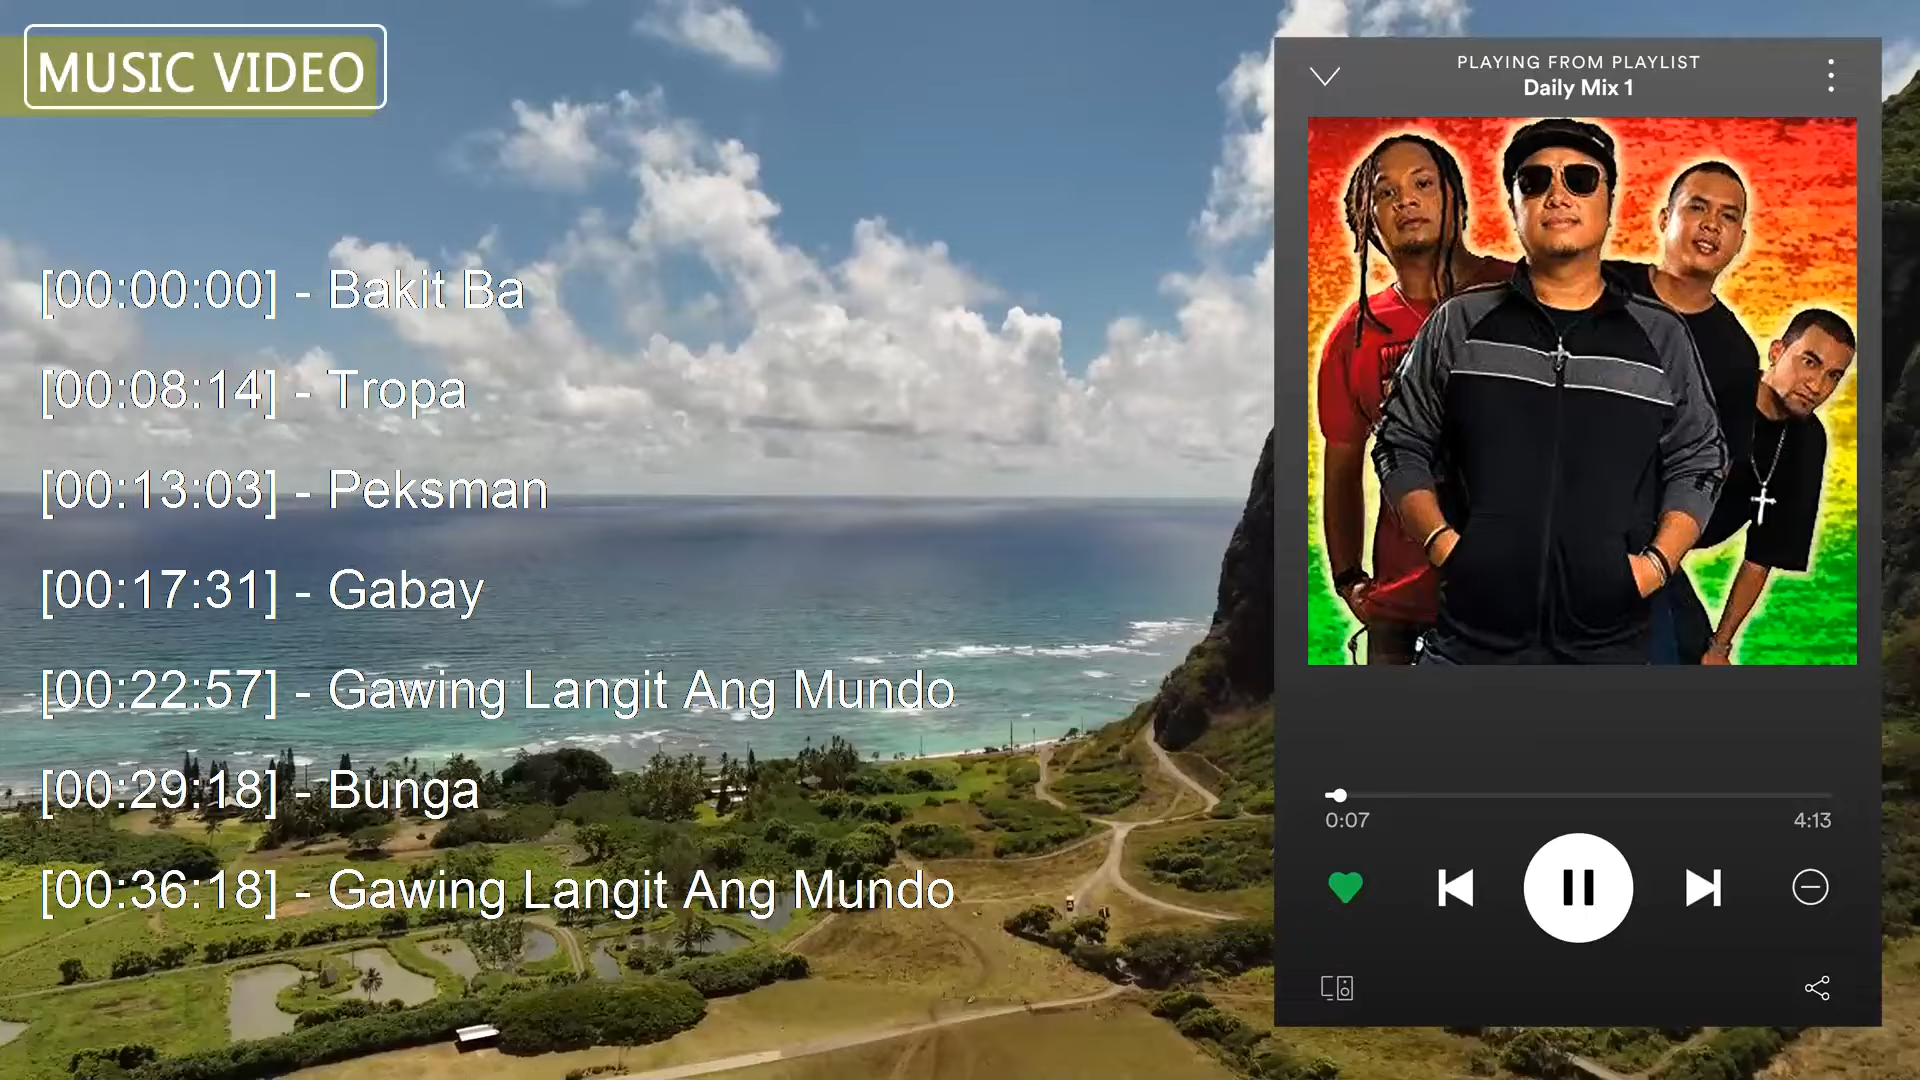 MUSIC VIDEO
[00:00:00] - Bakit Ba
[00:08:14] - Tropa
[00:13:03] - Peksman
[00:17:31] - Gabay
[00:22:57] - Gawing Langit Ang Mundo
[00:29:18] - Bunga
[00:36:18] - Gawing Langit Ang Mundo
PLAYING FROM PLAYLIST
Daily Mix 1
0:07
4:13